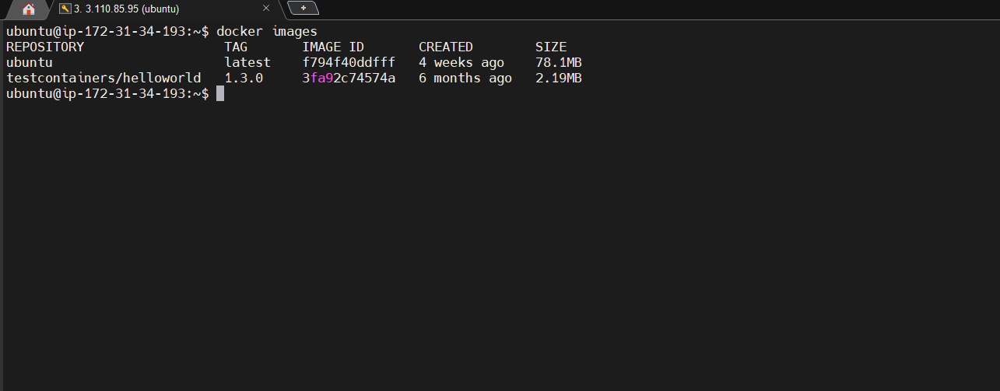 3. 3.110.85.95 (ubuntu)
ubuntu@ip-172-31-34-193:~$ docker images
REPOSITORY TAG IMAGE ID CREATED SIZE
ubuntu latest f794f40ddfff 4 weeks ago 78.1MB
testcontainers/helloworld 1.3.0 3fa92c74574a 6 months ago 2.19MB
ubuntu@ip-172-31-34-193:~$